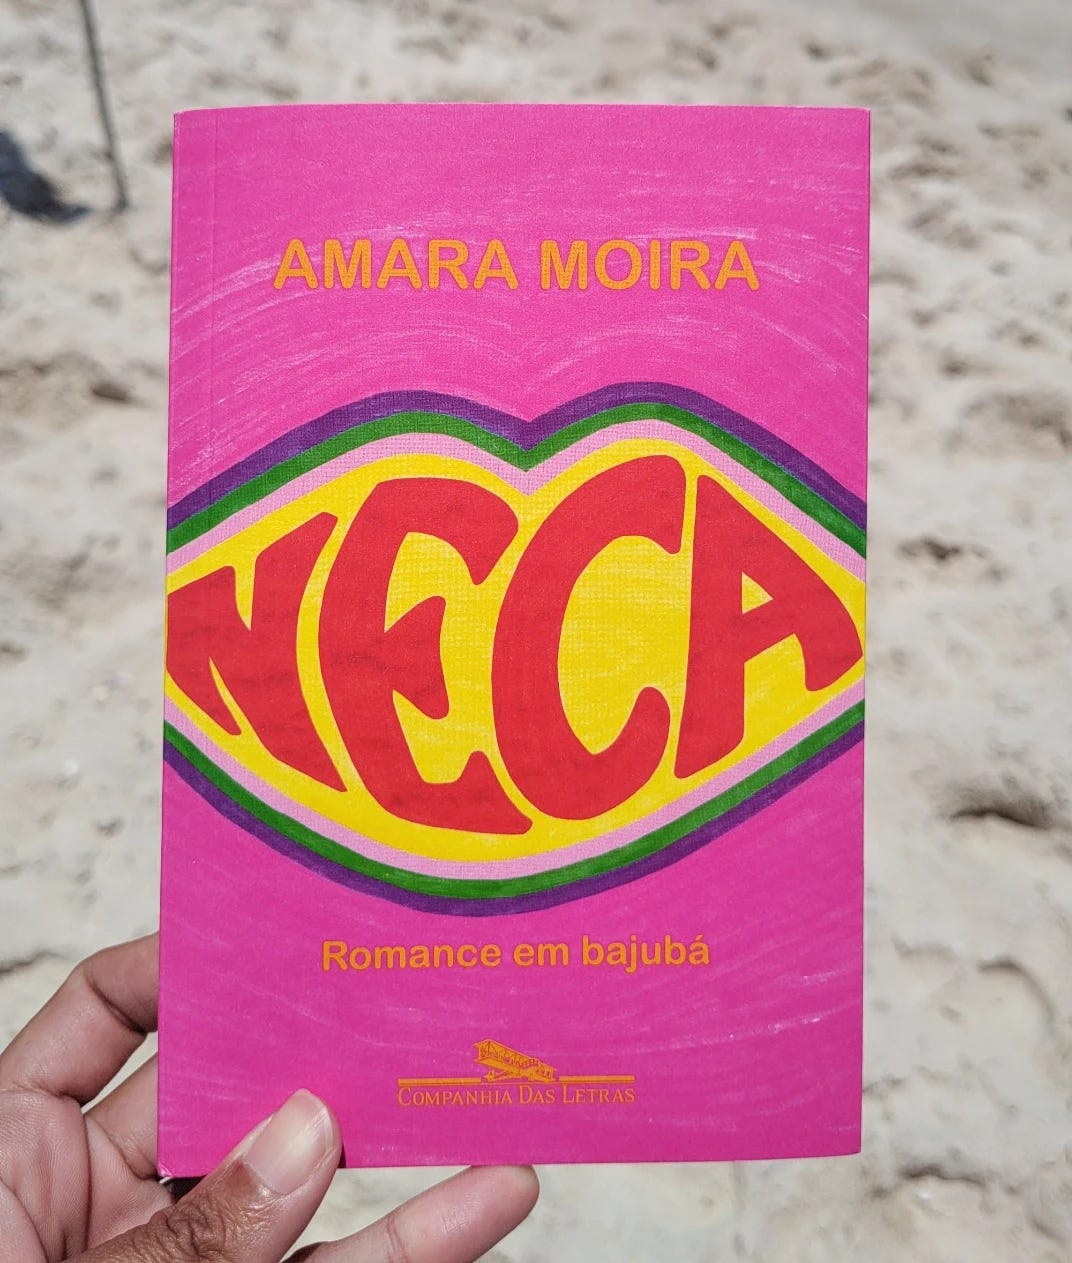 AMARA MOIRA
NECA
Romance em bajubá
COMPANHIA DAS LETRAS